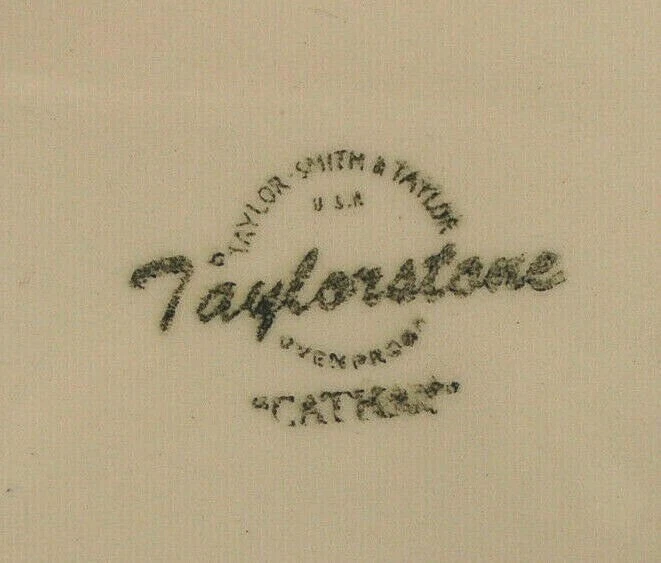 TAYLOR·SMITH & TAYLOR
U.S.A
Taylorstone
OVENPROOF
"CATHAY"